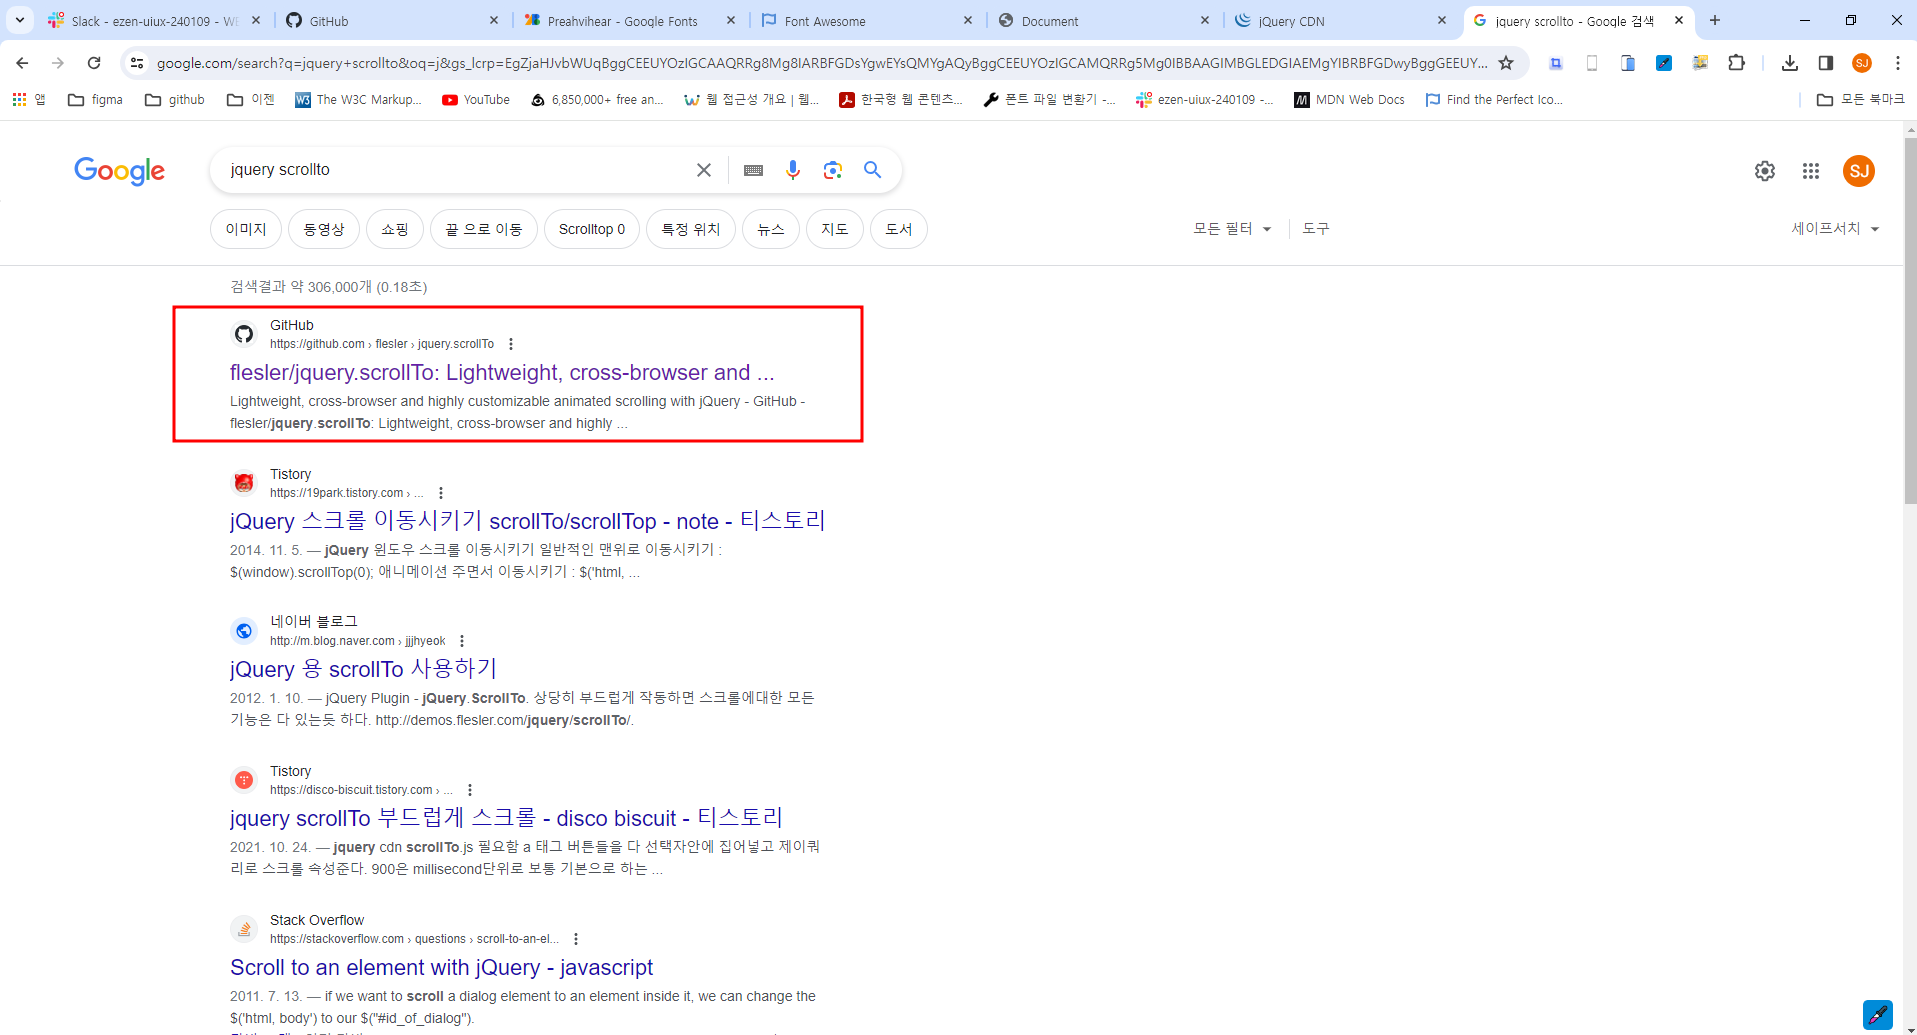 Slack - ezen-uiux-240109 - WE
GitHub
Preahvihear - Google Fonts
Font Awesome
Document
jQuery CDN
jquery scrollto - Google 검색
google.com/search?q=jquery+scrollto&oq=j&gs_lcrp=EgZjaHJvbWUqBggCEEUYOzIGCAAQRRg8Mg8IARBFGDsYgwEYsQMYgAQyBggCEEUYOzIGCAMQRRg5Mg0IBBAAGIMBGLEDGIAEMgYIBRBFGDwyBggGEEUY...
SJ
앱
figma
github
이젠
The W3C Markup...
YouTube
6,850,000+ free an...
웹 접근성 개요 | 웹...
한국형 웹 콘텐츠...
폰트 파일 변환기 -...
ezen-uiux-240109 -...
MDN Web Docs
Find the Perfect Ico...
모든 북마크
Google
jquery scrollto
SJ
이미지
동영상
쇼핑
끝 으로 이동
Scrolltop 0
특정 위치
뉴스
지도
도서
모든 필터
도구
세이프서치
검색결과 약 306,000개 (0.18초)
GitHub
https://github.com › flesler › jquery.scrollTo
flesler/jquery.scrollTo: Lightweight, cross-browser and ...
Lightweight, cross-browser and highly customizable animated scrolling with jQuery - GitHub -
flesler/jquery.scrollTo: Lightweight, cross-browser and highly ...
Tistory
https://19park.tistory.com › ...
jQuery 스크롤 이동시키기 scrollTo/scrollTop - note - 티스토리
2014. 11. 5. — jQuery 윈도우 스크롤 이동시키기 일반적인 맨위로 이동시키기 :
$(window).scrollTop(0); 애니메이션 주면서 이동시키기 : $('html, ...
네이버 블로그
http://m.blog.naver.com › jjjhyeok
jQuery 용 scrollTo 사용하기
2012. 1. 10. — jQuery Plugin - jQuery.ScrollTo. 상당히 부드럽게 작동하면 스크롤에대한 모든
기능은 다 있는듯 하다. http://demos.flesler.com/jquery/scrollTo/.
Tistory
https://disco-biscuit.tistory.com › ...
jquery scrollTo 부드럽게 스크롤 - disco biscuit - 티스토리
2021. 10. 24. — jquery cdn scrollTo.js 필요함 a 태그 버튼들을 다 선택자안에 집어넣고 제이쿼
리로 스크롤 속성준다. 900은 millisecond단위로 보통 기본으로 하는 ...
Stack Overflow
https://stackoverflow.com › questions › scroll-to-an-el...
Scroll to an element with jQuery - javascript
2011. 7. 13. — if we want to scroll a dialog element to an element inside it, we can change the
$('html, body') to our $("#id_of_dialog").